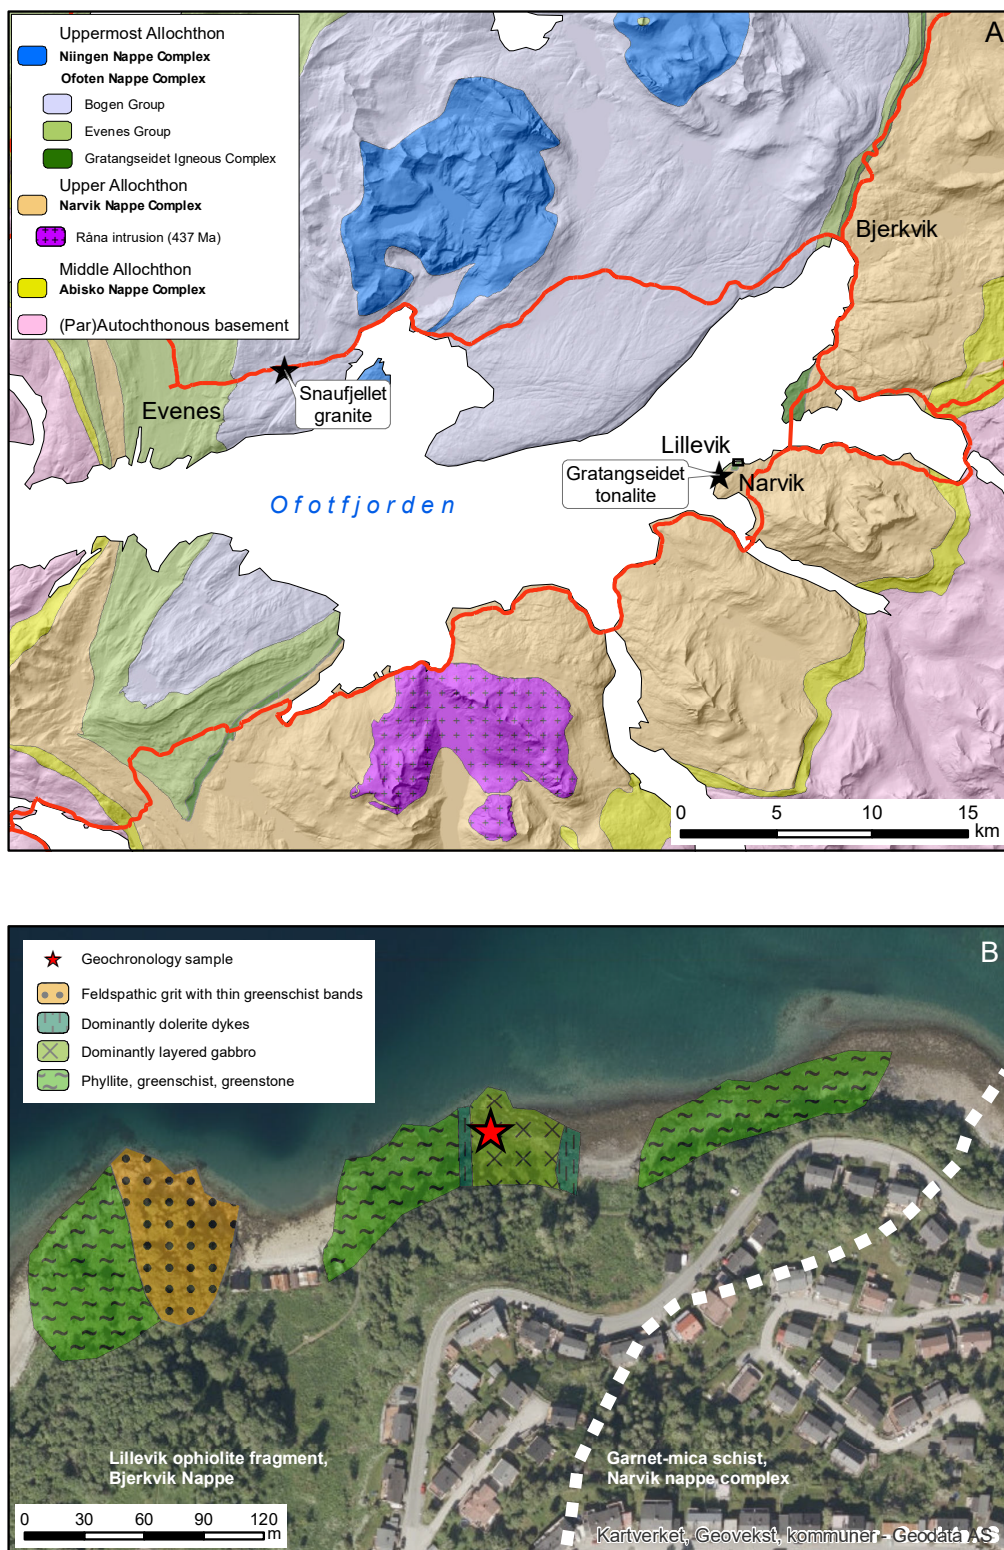 A
Uppermost Allochthon
Niingen Nappe Complex
Ofoten Nappe Complex
Bogen Group
Evenes Group
Gratangseidet Igneous Complex
Upper Allochthon
Narvik Nappe Complex
Råna intrusion (437 Ma)
Middle Allochthon
Abisko Nappe Complex
(Par)Autochthonous basement
Bjerkvik
Snaufjellet
granite
Evenes
Lillevik
Gratangseidet
tonalite
Narvik
Ofotfjorden
0 5 10 15
km
B
Geochronology sample
Feldspathic grit with thin greenschist bands
Dominantly dolerite dykes
Dominantly layered gabbro
Phyllite, greenschist, greenstone
Lillevik ophiolite fragment,
Bjerkvik Nappe
Garnet-mica schist,
Narvik nappe complex
0 30 60 90 120
m
Kartverket, Geovekst, kommuner - Geodata AS